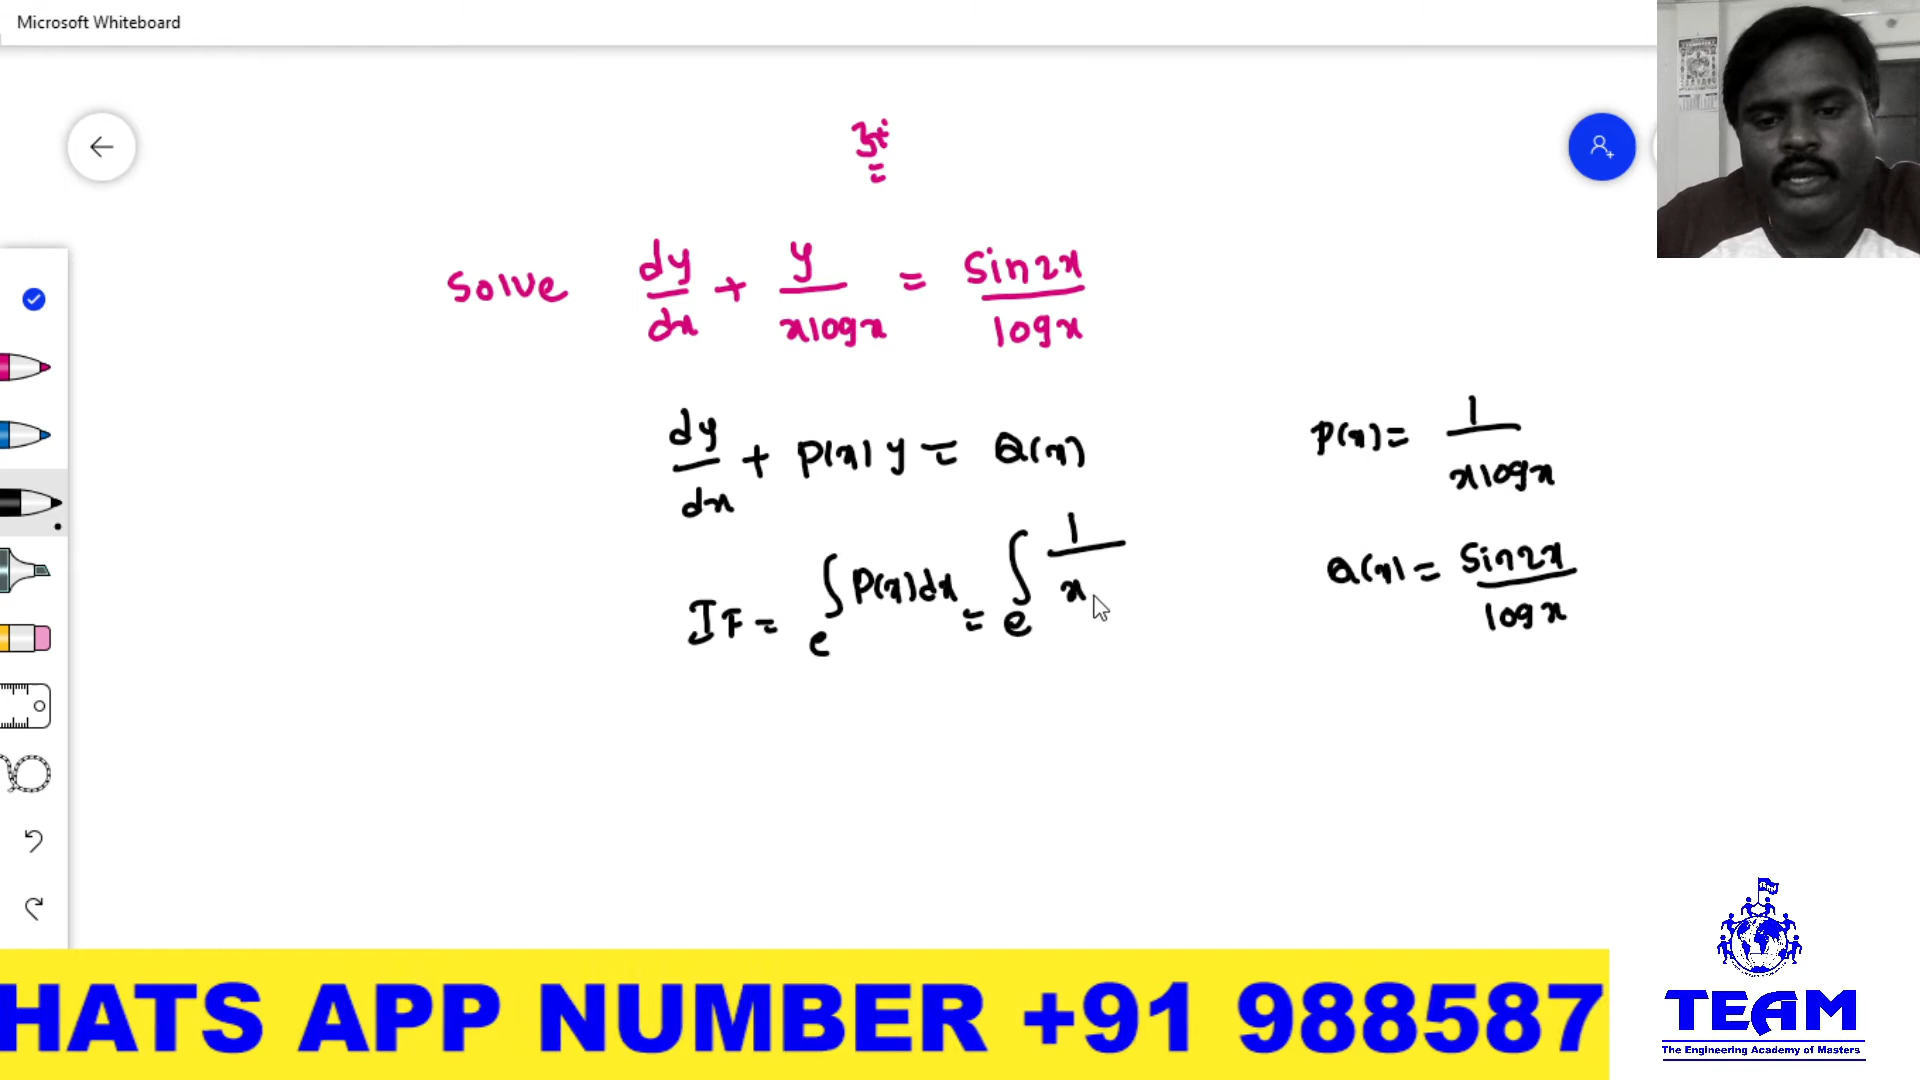 Microsoft Whiteboard
Solve dy/dx + y/xlogx = Sin2x/logx
dy/dx + P(x) y = Q(x)
P(x) = 1/xlogx
IF = e^∫P(x)dx = e^∫1/x
Q(x) = Sin2x/logx
HATS APP NUMBER +91 988587
TEAM
The Engineering Academy of Masters